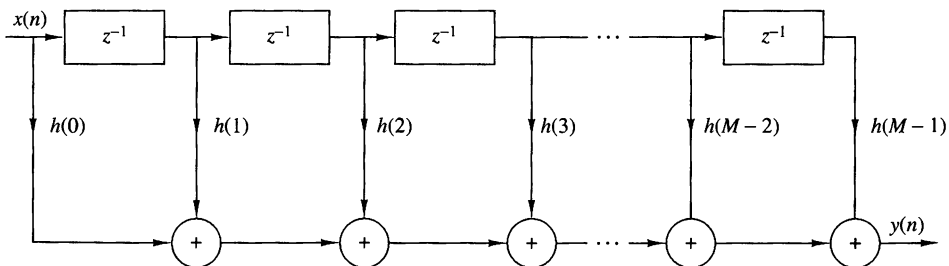 x(n)
z⁻¹ z⁻¹ z⁻¹ ... z⁻¹
h(0) h(1) h(2) h(3) h(M − 2) h(M − 1)
+ + + ... + + y(n)